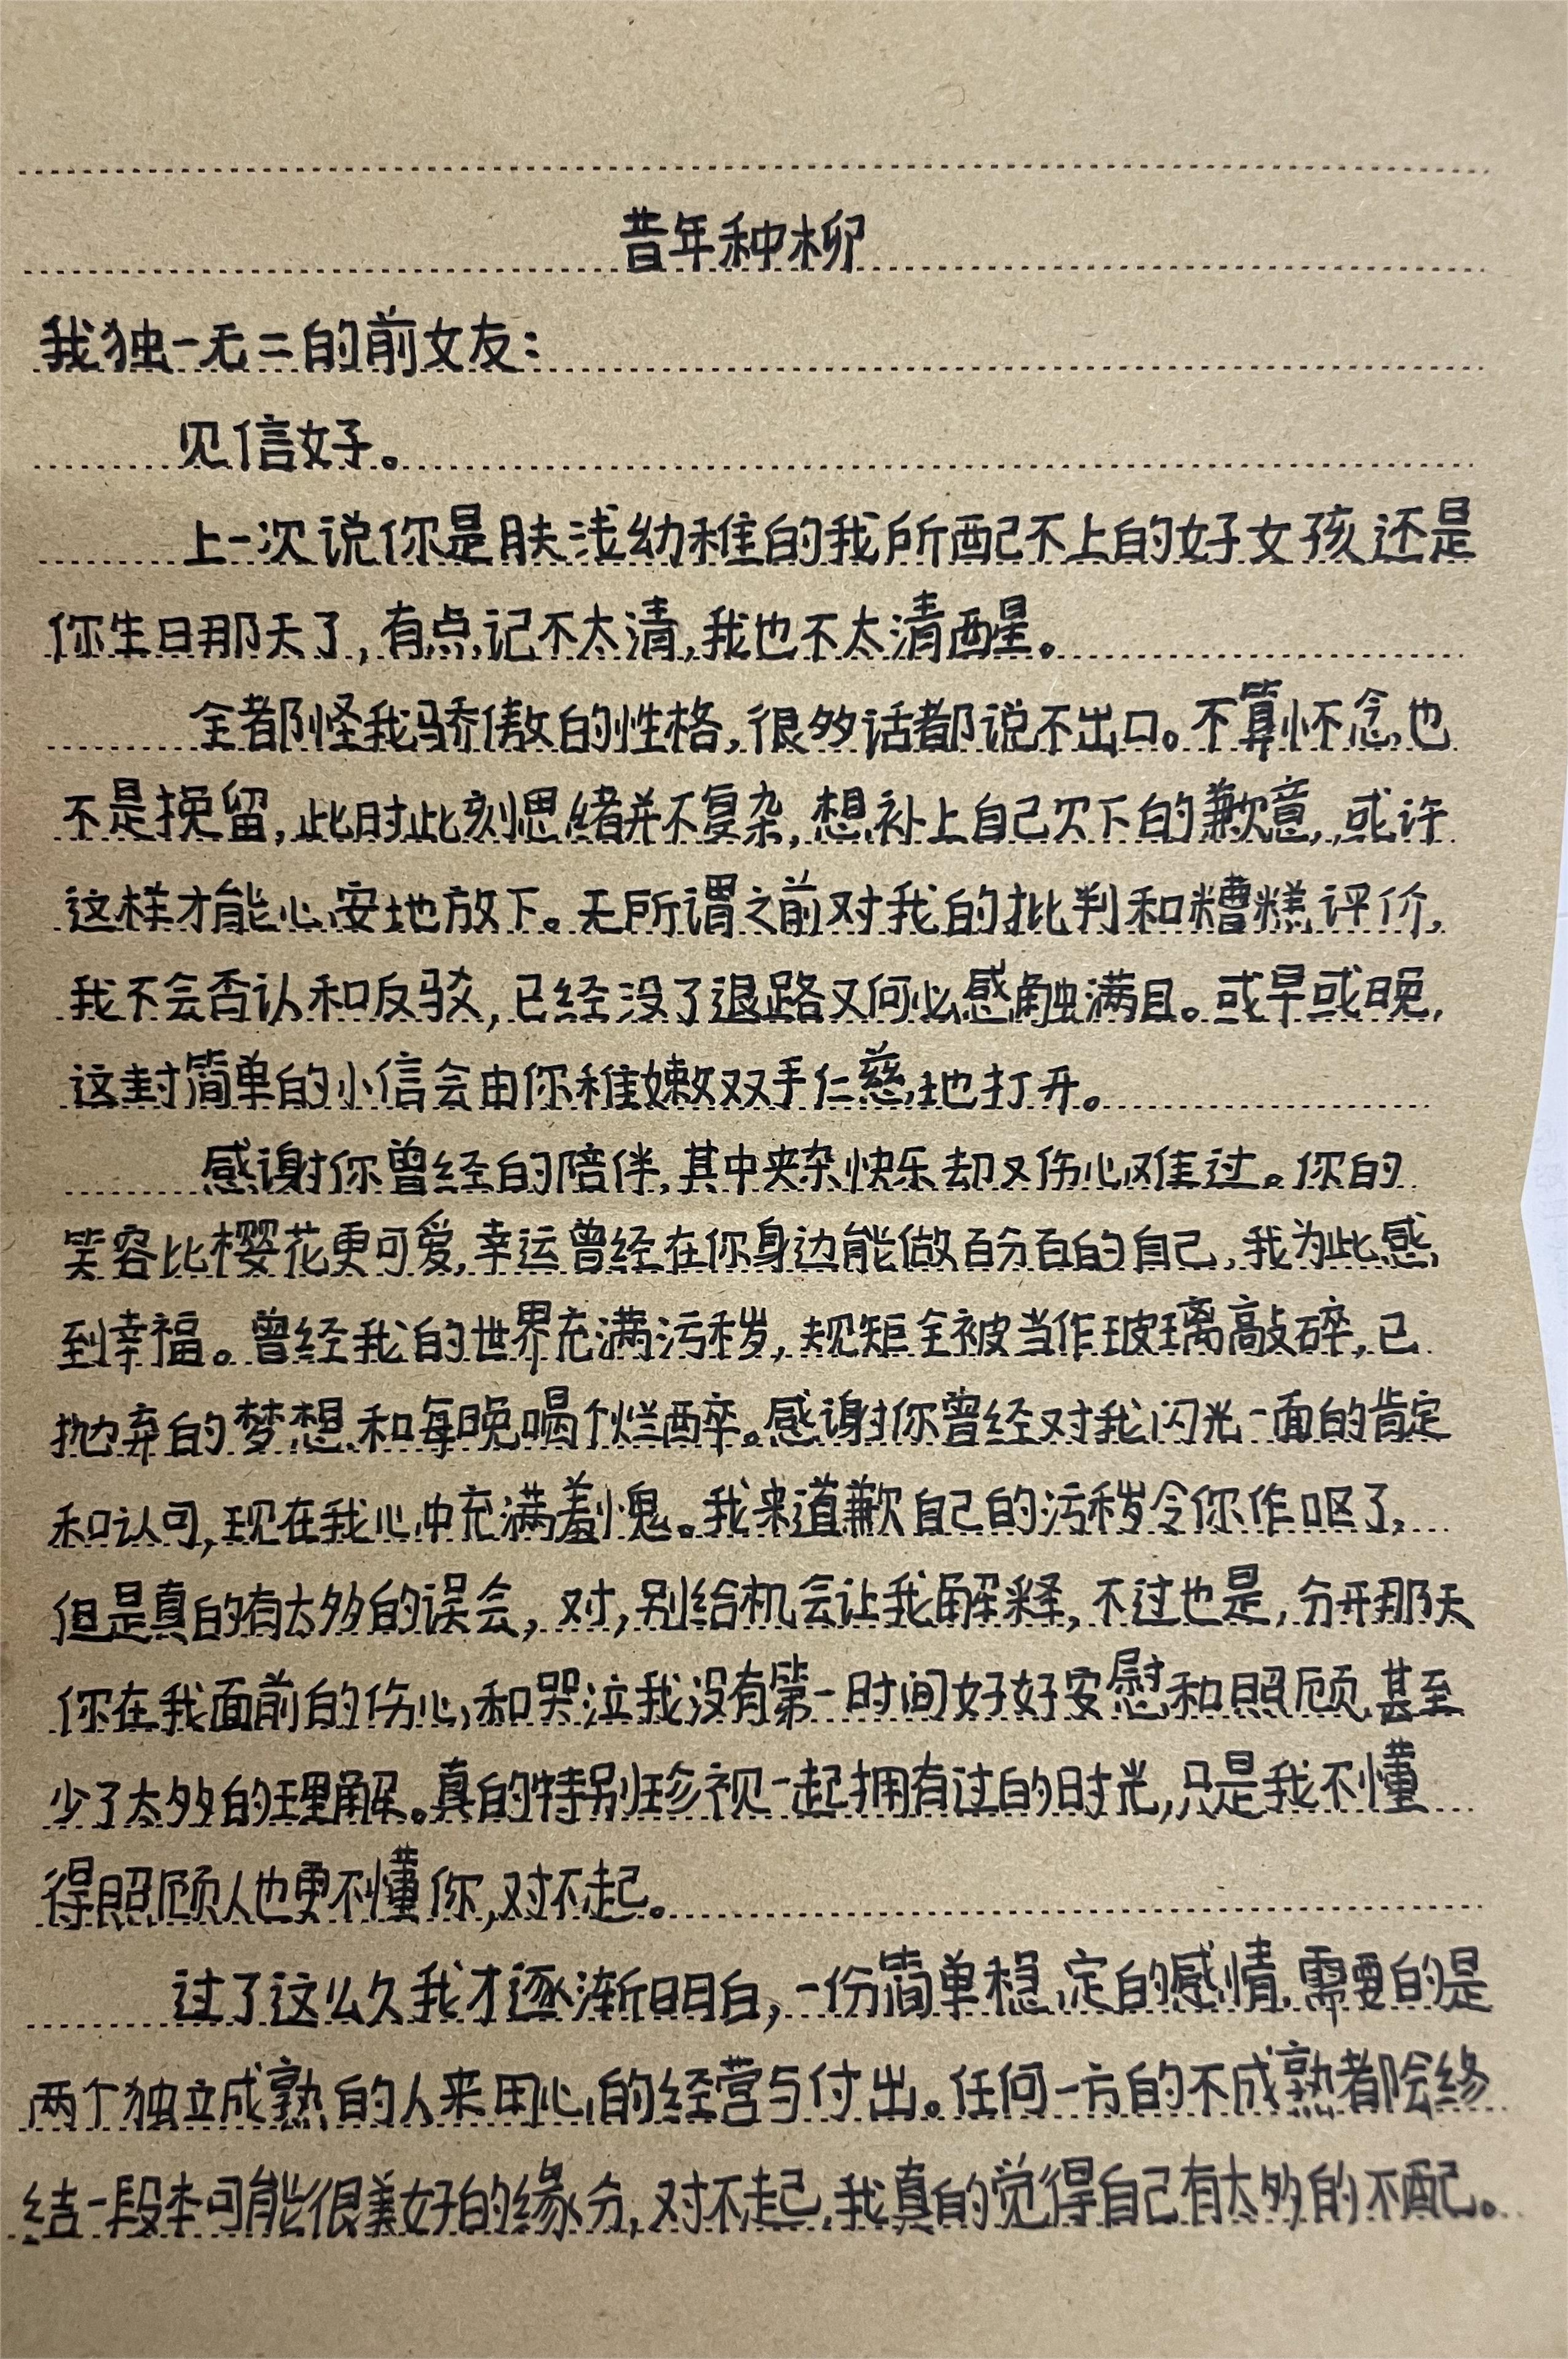 昔年种柳
我独一无二的前女友：
见信好。
上一次说你是肤浅幼稚的我所配不上的好女孩还是
你生日那天了，有点记不太清，我也不太清醒。
全都怪我骄傲的性格，很多话都说不出口。不算怀念也
不是挽留，此时此刻思绪并不复杂，想补上自己欠下的歉意，或许
这样才能心安地放下。无所谓之前对我的批判和糟糕评价，
我不会否认和反驳，已经没了退路又何必感触满目。或早或晚，
这封简单的小信会由你稚嫩双手仁慈地打开。
感谢你曾经的陪伴，其中夹杂快乐却又伤心难过。你的
笑容比樱花更可爱，幸运曾经在你身边能做百分百的自己，我为此感
到幸福。曾经我的世界充满污秽，规矩全被当作玻璃敲碎，已
抛弃的梦想和每晚喝个烂醉。感谢你曾经对我闪光一面的肯定
和认可，现在我心中充满羞愧。我来道歉自己的污秽令你作呕了，
但是真的有太多的误会，对，别给机会让我解释，不过也是，分开那天
你在我面前的伤心和哭泣我没有第一时间好好安慰和照顾，甚至
少了太多的理解。真的特别珍视一起拥有过的时光，只是我不懂
得照顾人也更不懂你，对不起。
过了这么久我才逐渐明白，一份简单稳定的感情，需要的是
两个独立成熟的人来用心的经营与付出。任何一方的不成熟都会终
结一段本可能很美好的缘分，对不起，我真的觉得自己有太多的不配。